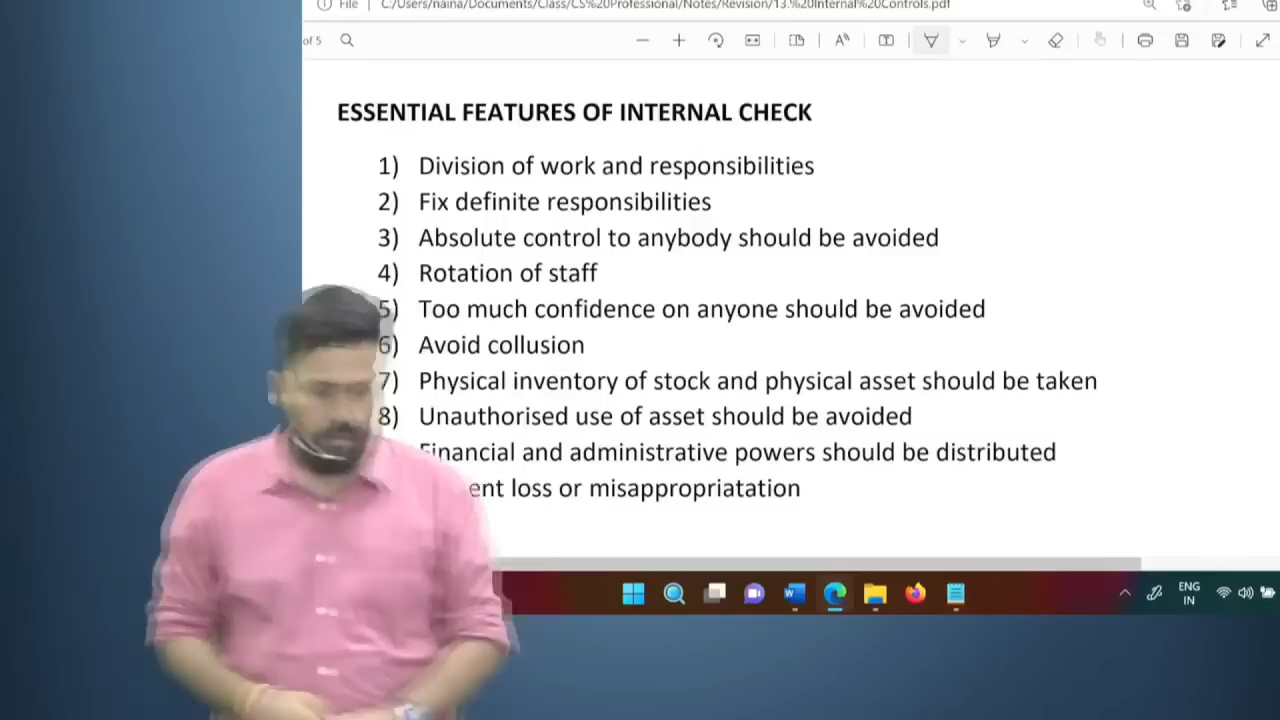 File | C:/Users/naina/Documents/Class/CS%20Professional/Notes/Revision/13.%20Internal%20Controls.pdf
of 5
ESSENTIAL FEATURES OF INTERNAL CHECK
1) Division of work and responsibilities
2) Fix definite responsibilities
3) Absolute control to anybody should be avoided
4) Rotation of staff
5) Too much confidence on anyone should be avoided
6) Avoid collusion
7) Physical inventory of stock and physical asset should be taken
8) Unauthorised use of asset should be avoided
Financial and administrative powers should be distributed
ent loss or misappropriatation
ENG
IN